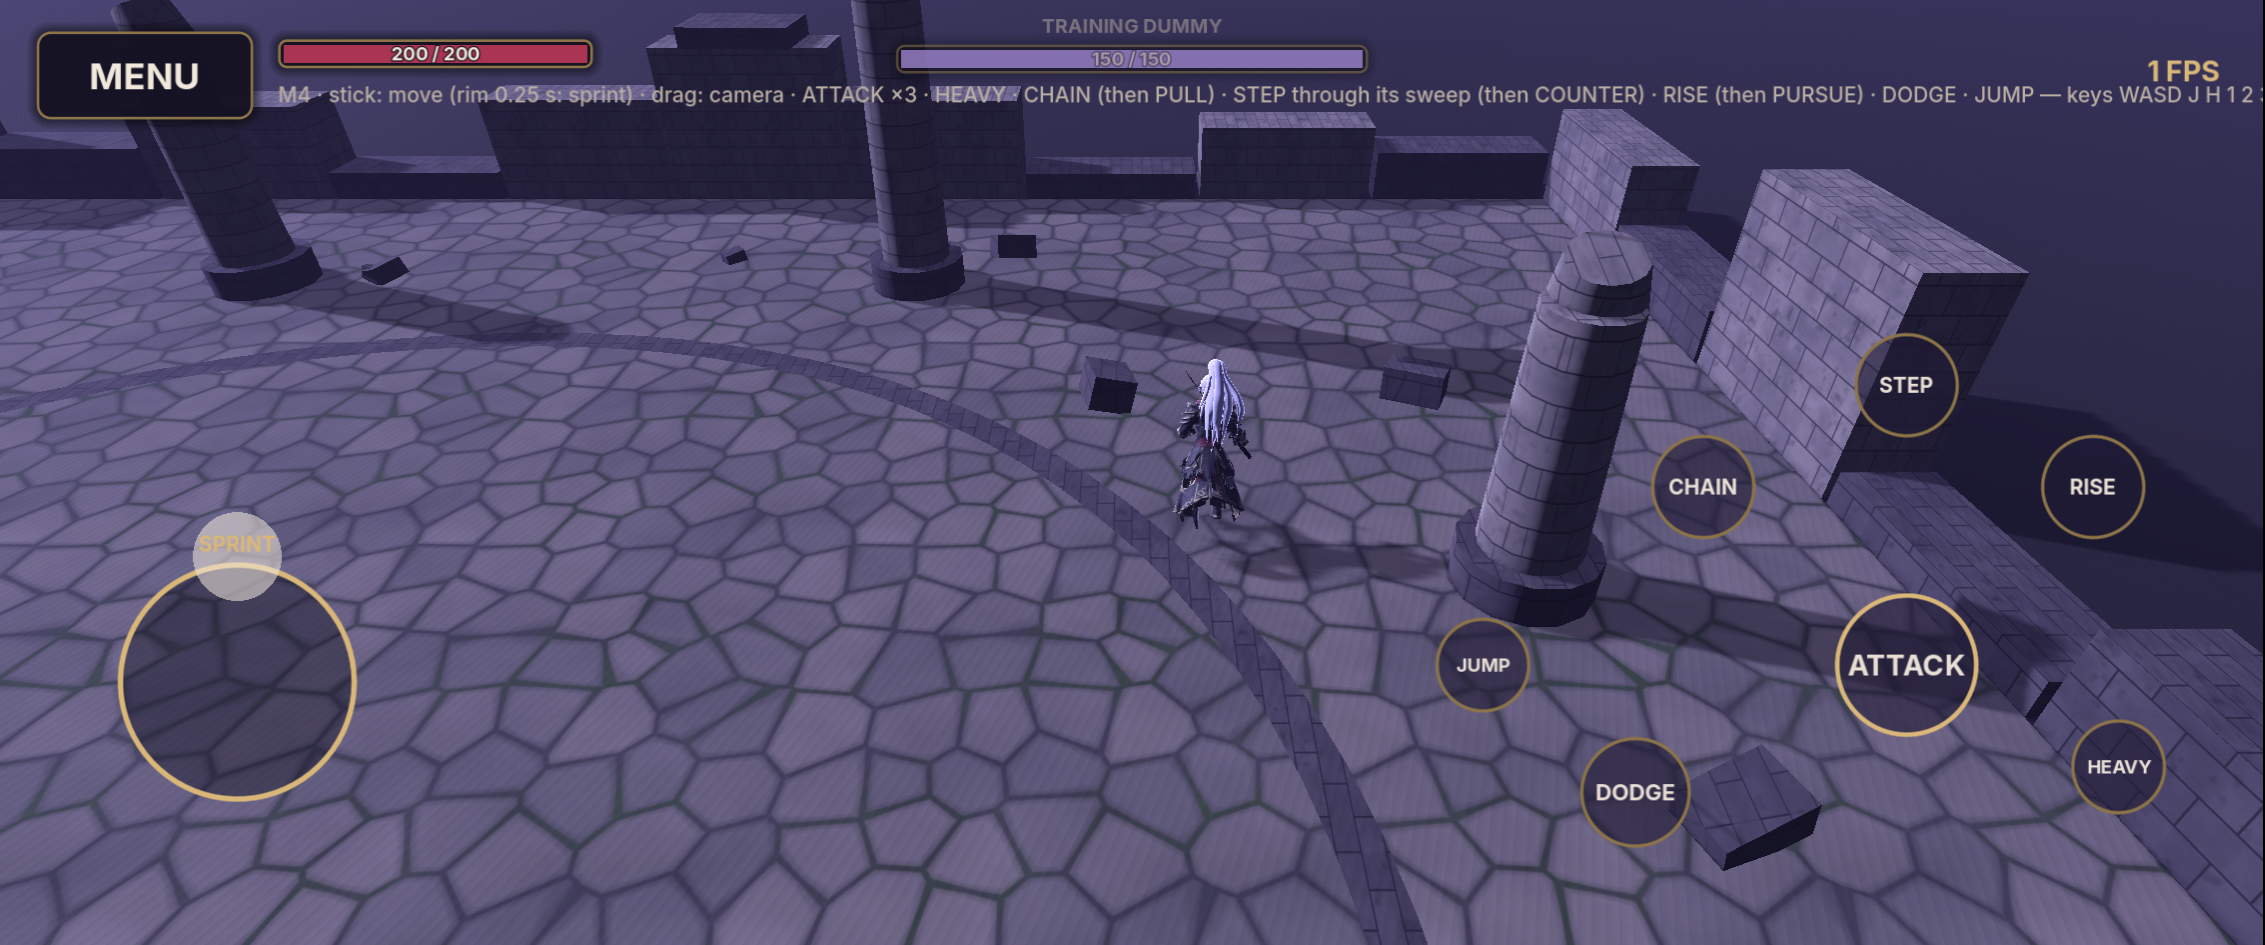 TRAINING DUMMY
MENU
200 / 200
150 / 150
1 FPS
M4 · stick: move (rim 0.25 s: sprint) · drag: camera · ATTACK ×3 · HEAVY · CHAIN (then PULL) · STEP through its sweep (then COUNTER) · RISE (then PURSUE) · DODGE · JUMP — keys WASD J H 1 2
STEP
CHAIN
RISE
SPRINT
JUMP
ATTACK
HEAVY
DODGE